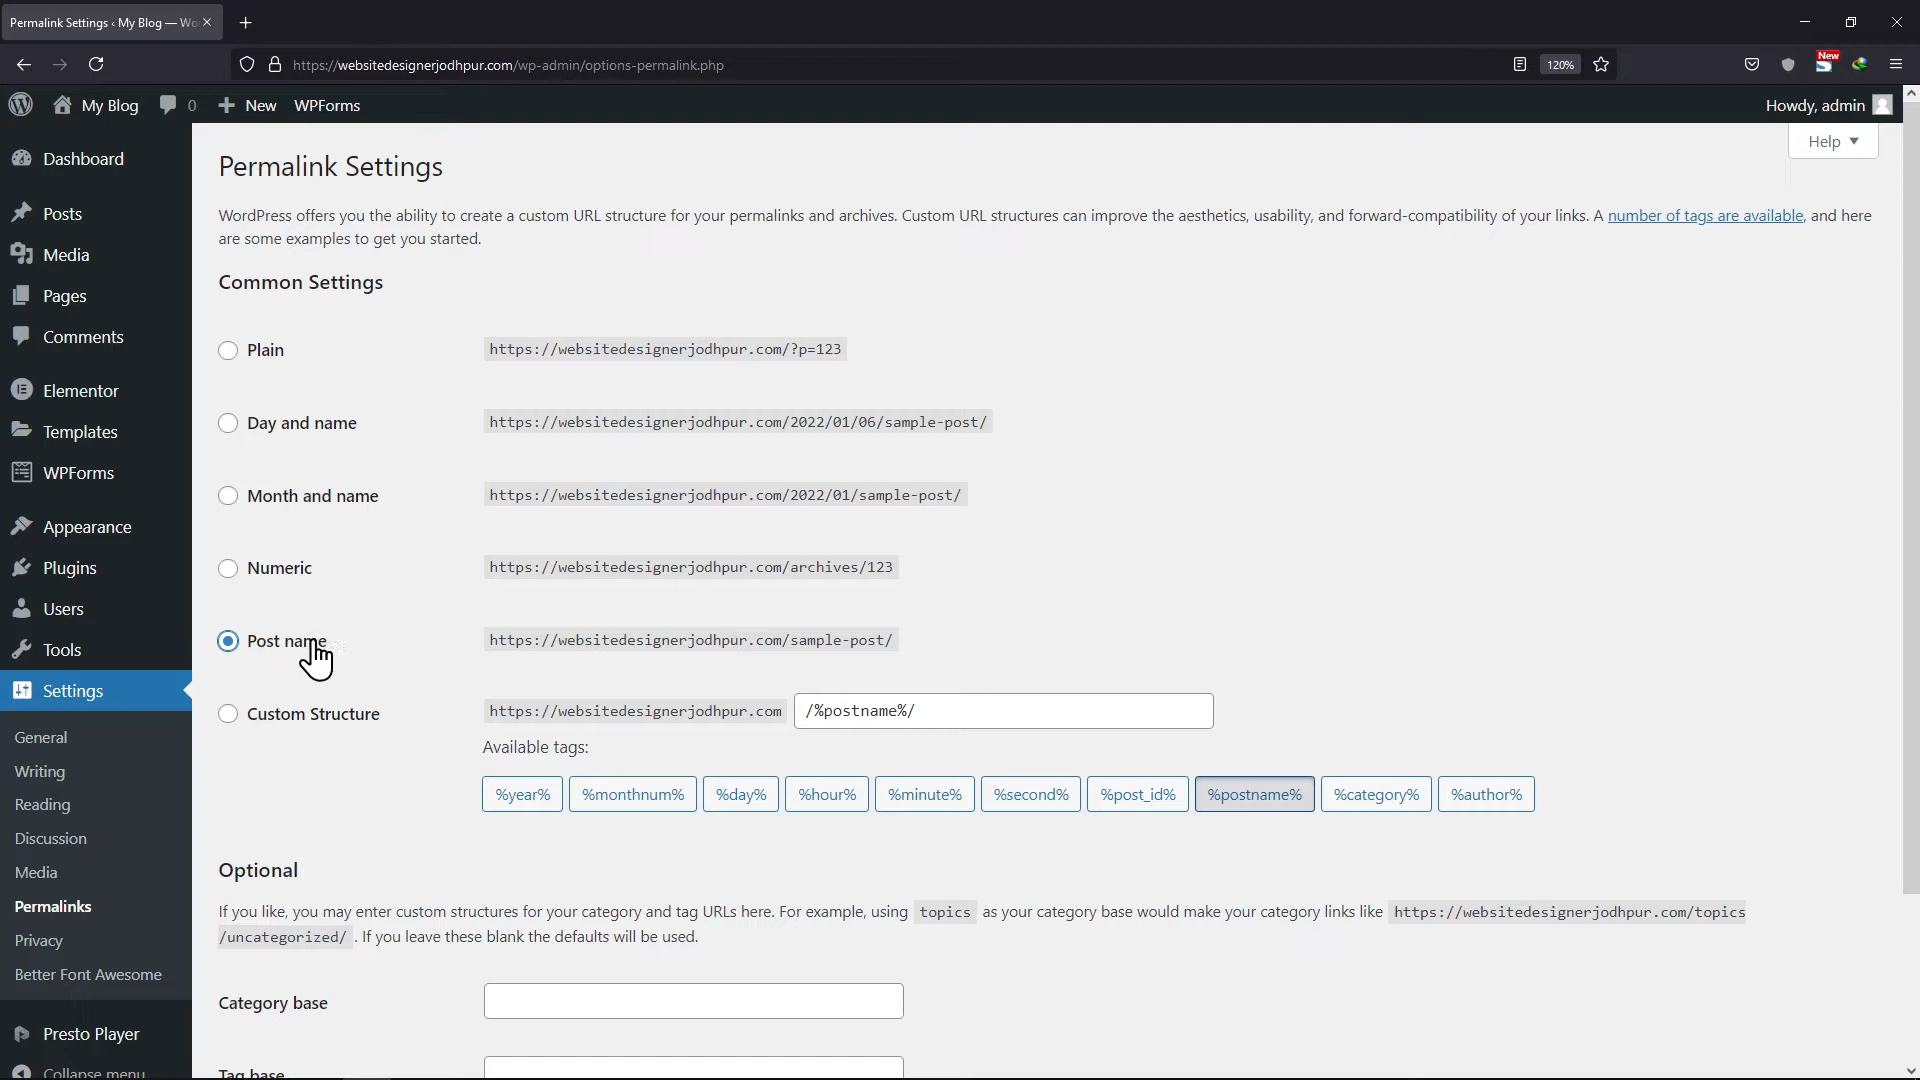 Permalink Settings ‹ My Blog — Wo
https://websitedesignerjodhpur.com/wp-admin/options-permalink.php
120%
New
My Blog
0
New
WPForms
Howdy, admin
Help
Dashboard
Posts
Media
Pages
Comments
Elementor
Templates
WPForms
Appearance
Plugins
Users
Tools
Settings
General
Writing
Reading
Discussion
Media
Permalinks
Privacy
Better Font Awesome
Presto Player
Collapse menu
Permalink Settings
WordPress offers you the ability to create a custom URL structure for your permalinks and archives. Custom URL structures can improve the aesthetics, usability, and forward-compatibility of your links. A number of tags are available, and here
are some examples to get you started.
Common Settings
Plain
https://websitedesignerjodhpur.com/?p=123
Day and name
https://websitedesignerjodhpur.com/2022/01/06/sample-post/
Month and name
https://websitedesignerjodhpur.com/2022/01/sample-post/
Numeric
https://websitedesignerjodhpur.com/archives/123
Post name
https://websitedesignerjodhpur.com/sample-post/
Custom Structure
https://websitedesignerjodhpur.com
/%postname%/
Available tags:
%year%
%monthnum%
%day%
%hour%
%minute%
%second%
%post_id%
%postname%
%category%
%author%
Optional
If you like, you may enter custom structures for your category and tag URLs here. For example, using topics as your category base would make your category links like https://websitedesignerjodhpur.com/topics
/uncategorized/ . If you leave these blank the defaults will be used.
Category base
Tag base